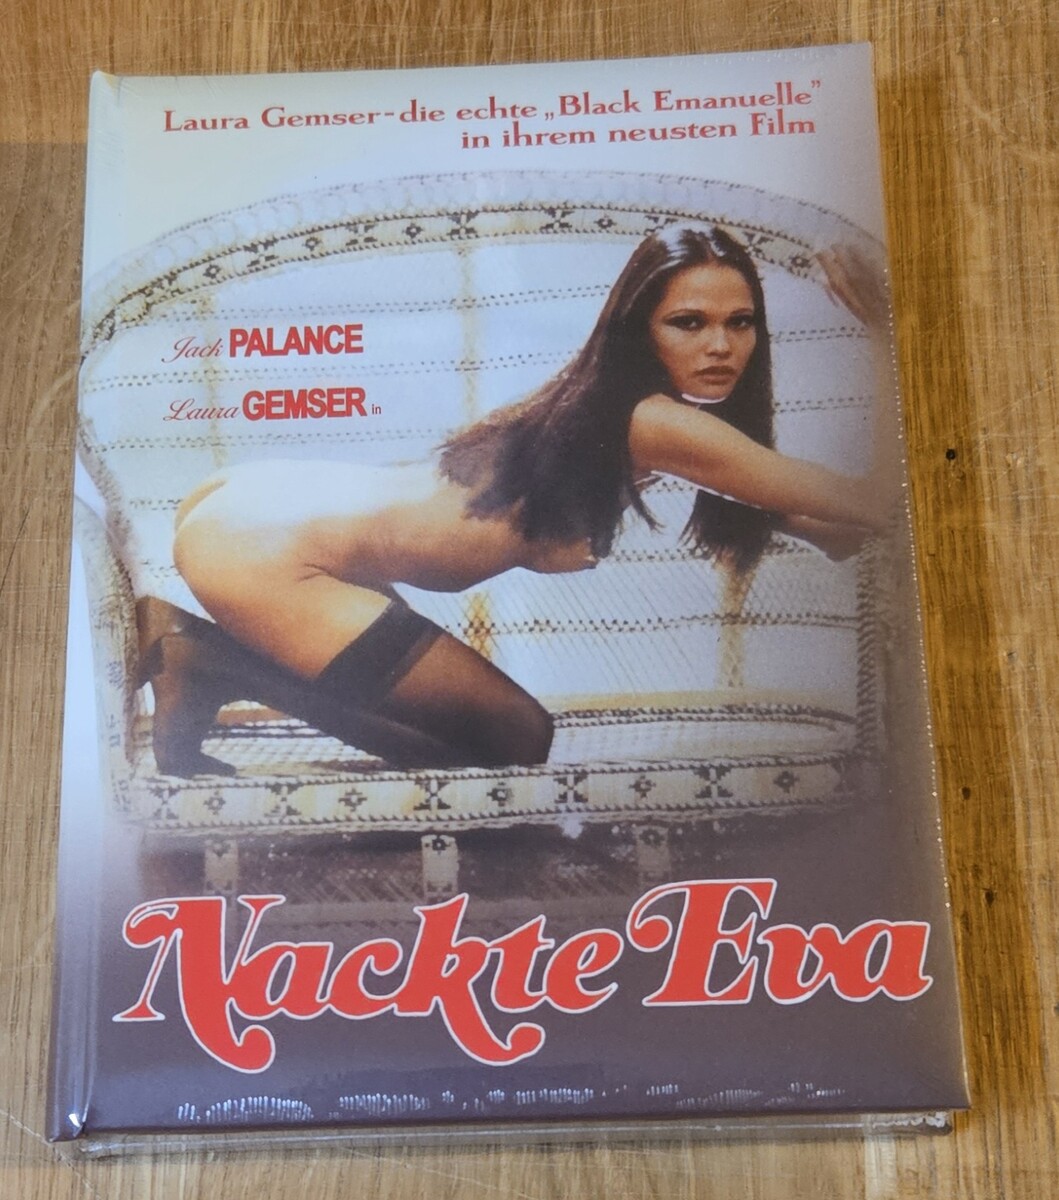 Laura Gemser-die echte „Black Emanuelle”
in ihrem neusten Film
Jack PALANCE
Laura GEMSER in
Nackte Eva